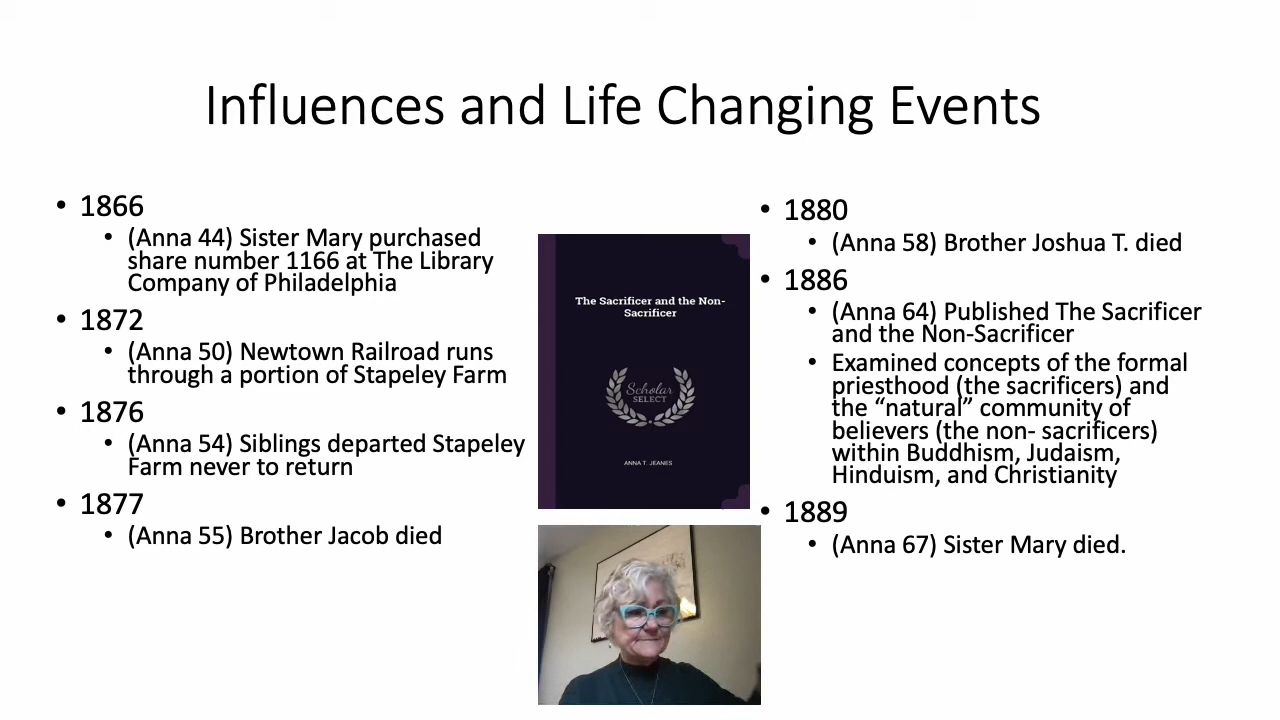 Influences and Life Changing Events
• 1866
• (Anna 44) Sister Mary purchased
share number 1166 at The Library
Company of Philadelphia
• 1872
• (Anna 50) Newtown Railroad runs
through a portion of Stapeley Farm
• 1876
• (Anna 54) Siblings departed Stapeley
Farm never to return
• 1877
• (Anna 55) Brother Jacob died
The Sacrificer and the Non-
Sacrificer
Scholar
SELECT
ANNA T. JEANES
• 1880
• (Anna 58) Brother Joshua T. died
• 1886
• (Anna 64) Published The Sacrificer
and the Non-Sacrificer
• Examined concepts of the formal
priesthood (the sacrificers) and
the “natural” community of
believers (the non- sacrificers)
within Buddhism, Judaism,
Hinduism, and Christianity
• 1889
• (Anna 67) Sister Mary died.